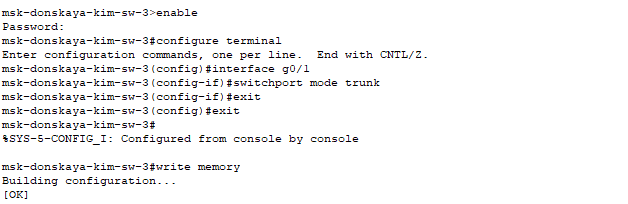 msk-donskaya-kim-sw-3>enable
Password:
msk-donskaya-kim-sw-3#configure terminal
Enter configuration commands, one per line.  End with CNTL/Z.
msk-donskaya-kim-sw-3(config)#interface g0/1
msk-donskaya-kim-sw-3(config-if)#switchport mode trunk
msk-donskaya-kim-sw-3(config-if)#exit
msk-donskaya-kim-sw-3(config)#exit
msk-donskaya-kim-sw-3#
%SYS-5-CONFIG_I: Configured from console by console
msk-donskaya-kim-sw-3#write memory
Building configuration...
[OK]